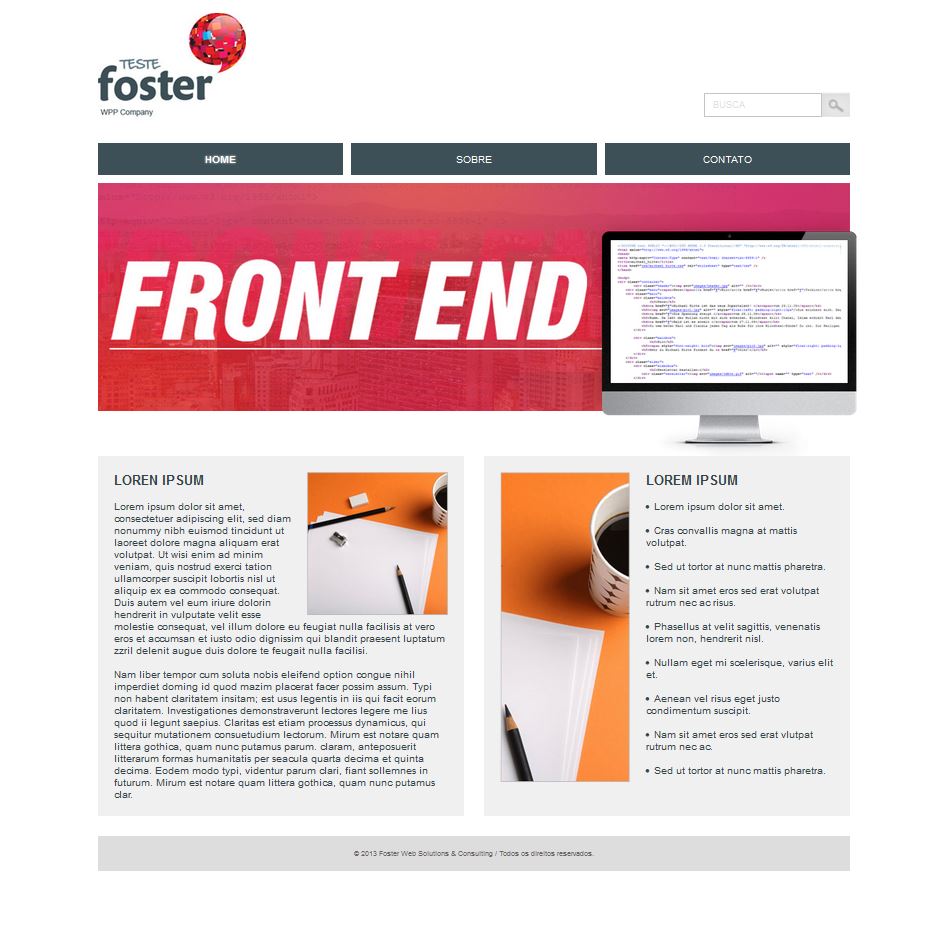 TESTE
foster
WPP Company
BUSCA
HOME
SOBRE
CONTATO
FRONT END
LOREN IPSUM
Lorem ipsum dolor sit amet,
consectetuer adipiscing elit, sed diam
nonummy nibh euismod tincidunt ut
laoreet dolore magna aliquam erat
volutpat. Ut wisi enim ad minim
veniam, quis nostrud exerci tation
ullamcorper suscipit lobortis nisl ut
aliquip ex ea commodo consequat.
Duis autem vel eum iriure dolorin
hendrerit in vulputate velit esse
molestie consequat, vel illum dolore eu feugiat nulla facilisis at vero
eros et accumsan et iusto odio dignissim qui blandit praesent luptatum
zzril delenit augue duis dolore te feugait nulla facilisi.
Nam liber tempor cum soluta nobis eleifend option congue nihil
imperdiet doming id quod mazim placerat facer possim assum. Typi
non habent claritatem insitam; est usus legentis in iis qui facit eorum
claritatem. Investigationes demonstraverunt lectores legere me lius
quod ii legunt saepius. Claritas est etiam processus dynamicus, qui
sequitur mutationem consuetudium lectorum. Mirum est notare quam
littera gothica, quam nunc putamus parum. claram, anteposuerit
litterarum formas humanitatis per seacula quarta decima et quinta
decima. Eodem modo typi, videntur parum clari, fiant sollemnes in
futurum. Mirum est notare quam littera gothica, quam nunc putamus
clar.
LOREM IPSUM
• Lorem ipsum dolor sit amet.
• Cras convallis magna at mattis
volutpat.
• Sed ut tortor at nunc mattis pharetra.
• Nam sit amet eros sed erat volutpat
rutrum nec ac risus.
• Phasellus at velit sagittis, venenatis
lorem non, hendrerit nisl.
• Nullam eget mi scelerisque, varius elit
et.
• Aenean vel risus eget justo
condimentum suscipit.
• Nam sit amet eros sed erat vlutpat
rutrum nec ac.
• Sed ut tortor at nunc mattis pharetra.
© 2013 Foster Web Solutions & Consulting / Todos os direitos reservados.